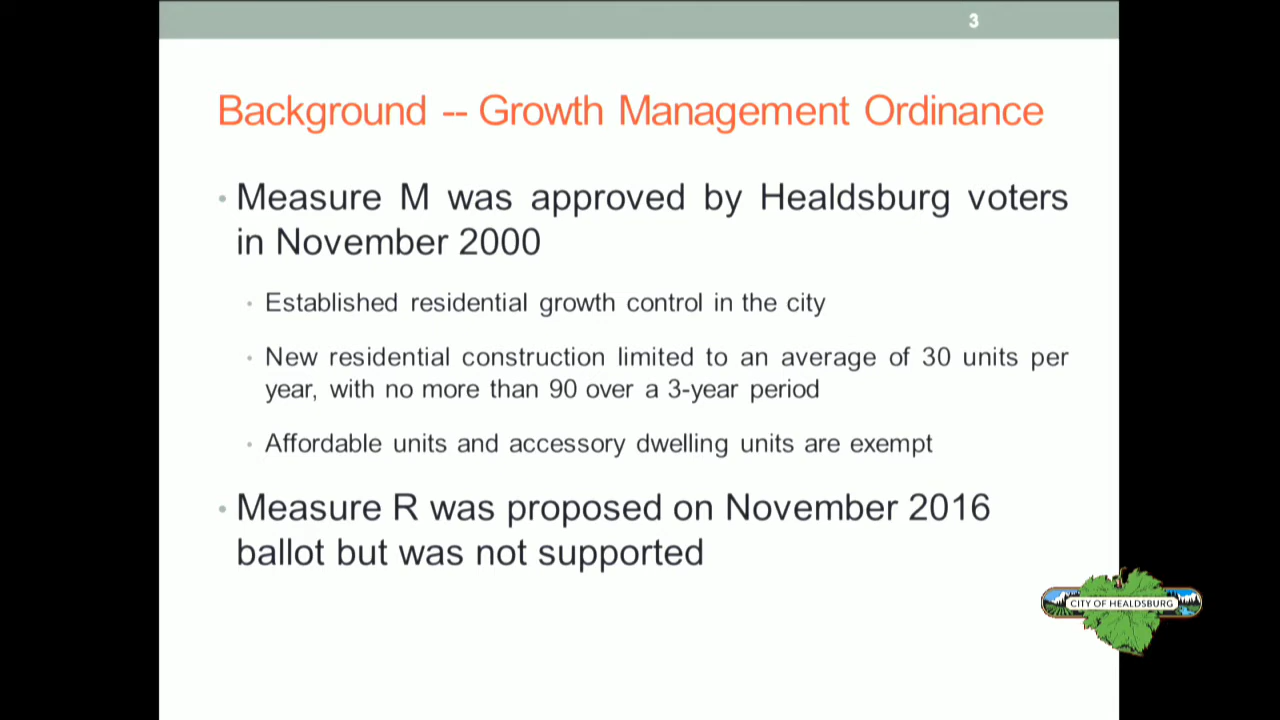 3
Background -- Growth Management Ordinance
• Measure M was approved by Healdsburg voters
in November 2000
• Established residential growth control in the city
• New residential construction limited to an average of 30 units per
year, with no more than 90 over a 3-year period
• Affordable units and accessory dwelling units are exempt
• Measure R was proposed on November 2016
ballot but was not supported
CITY OF HEALDSBURG